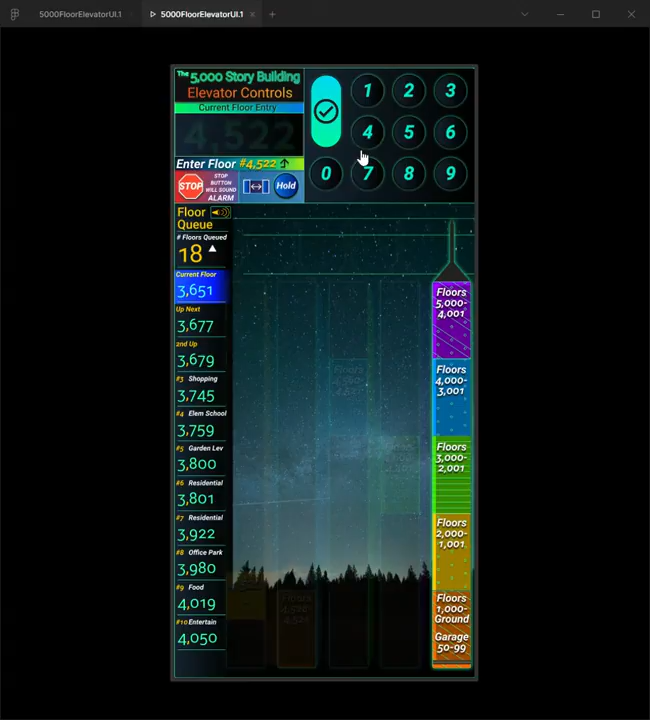 5000FloorElevatorUI.1
5000FloorElevatorUI.1
The 5,000 Story Building
Elevator Controls
Current Floor Entry
4,522
Enter Floor #4,522
STOP
STOP
BUTTON
WILL SOUND
ALARM
Hold
1 2 3
4 5 6
0 7 8 9
Floor
Queue
# Floors Queued
18
Current Floor
3,651
Up Next
3,677
2nd Up
3,679
#3 Shopping
3,745
#4 Elem School
3,759
#5 Garden Lev
3,800
#6 Residential
3,801
#7 Residential
3,922
#8 Office Park
3,980
#9 Food
4,019
#10 Entertain
4,050
Floors
5,000-
4,001
Floors
4,000-
3,001
Floors
3,000-
2,001
Floors
2,000-
1,001
Floors
1,000-
Ground
Garage
50-99